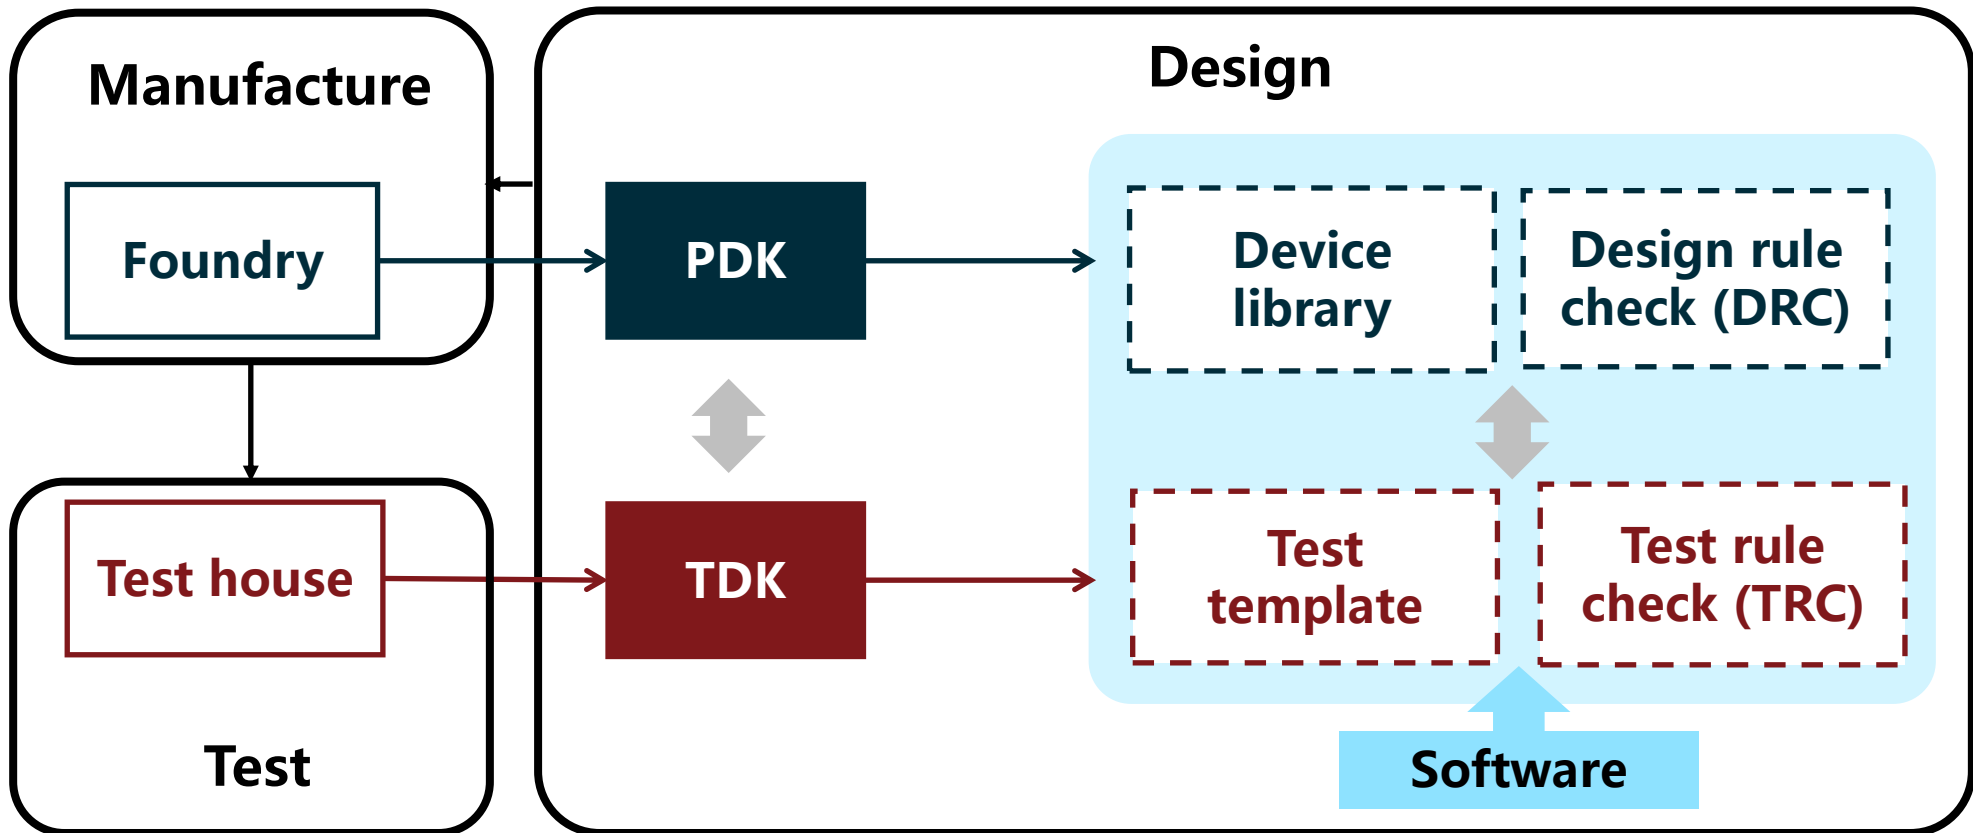 Manufacture
Foundry
Test house
Test
Design
PDK
TDK
Device
library
Design rule
check (DRC)
Test
template
Test rule
check (TRC)
Software